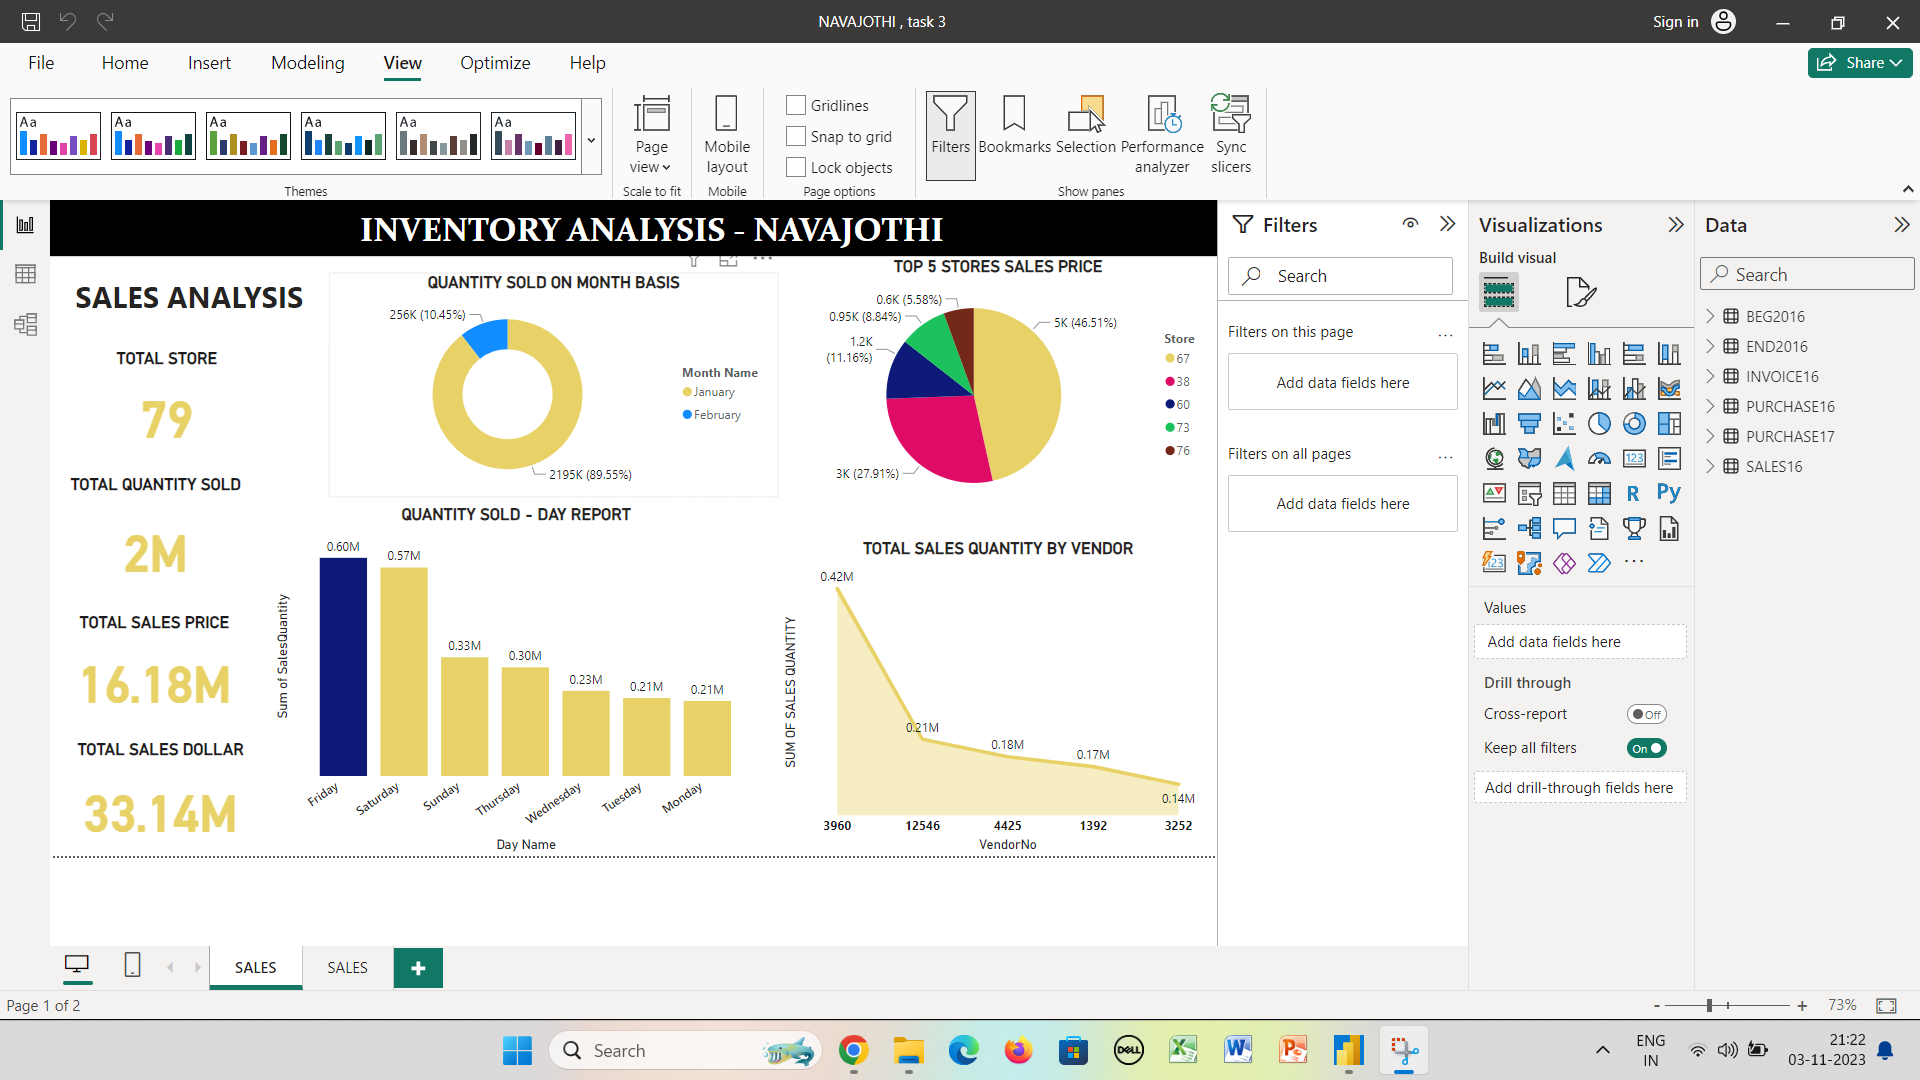 NAVAJOTHI , task 3
Sign in
File Home Insert Modeling View Optimize Help
Share
Aa Aa Aa Aa Aa Aa
Themes
Page view
Scale to fit
Mobile layout
Mobile
Gridlines
Snap to grid
Lock objects
Page options
Filters
Bookmarks
Selection
Performance analyzer
Sync slicers
Show panes
INVENTORY ANALYSIS - NAVAJOTHI
SALES ANALYSIS
TOTAL STORE
79
TOTAL QUANTITY SOLD
2M
TOTAL SALES PRICE
16.18M
TOTAL SALES DOLLAR
33.14M
QUANTITY SOLD ON MONTH BASIS
256K (10.45%)
2195K (89.55%)
Month Name
January
February
TOP 5 STORES SALES PRICE
0.6K (5.58%)
0.95K (8.84%)
1.2K
(11.16%)
5K (46.51%)
3K (27.91%)
Store
67
38
60
73
76
QUANTITY SOLD - DAY REPORT
Sum of SalesQuantity
0.60M
0.57M
0.33M
0.30M
0.23M
0.21M
0.21M
Friday
Saturday
Sunday
Thursday
Wednesday
Tuesday
Monday
Day Name
TOTAL SALES QUANTITY BY VENDOR
SUM OF SALES QUANTITY
0.42M
0.21M
0.18M
0.17M
0.14M
3960 12546 4425 1392 3252
VendorNo
Filters
Search
Filters on this page ...
Add data fields here
Filters on all pages ...
Add data fields here
Visualizations
Build visual
123
R Py
123
...
Values
Add data fields here
Drill through
Cross-report Off
Keep all filters On
Add drill-through fields here
Data
Search
BEG2016
END2016
INVOICE16
PURCHASE16
PURCHASE17
SALES16
SALES SALES +
Page 1 of 2
- + 73%
Search
DELL
X
W
P
ENG
IN
21:22
03-11-2023